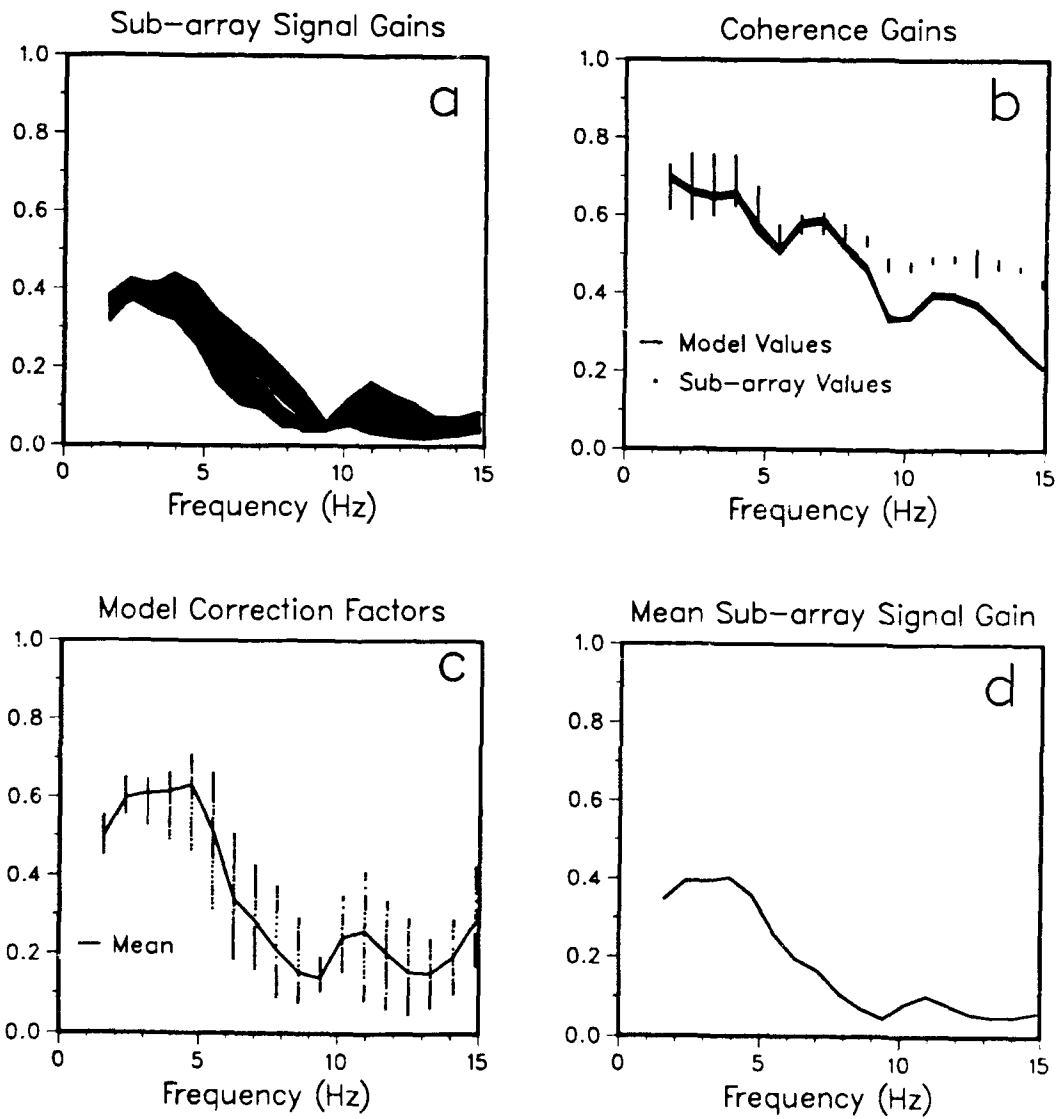 Sub-array Signal Gains
a
1.0
0.8
0.6
0.4
0.2
0.0
0 5 10 15
Frequency (Hz)
Coherence Gains
b
1.0
0.8
0.6
0.4
0.2
0.0
Model Values
Sub-array Values
0 5 10 15
Frequency (Hz)
Model Correction Factors
c
1.0
0.8
0.6
0.4
0.2
0.0
Mean
0 5 10 15
Frequency (Hz)
Mean Sub-array Signal Gain
d
1.0
0.8
0.6
0.4
0.2
0.0
0 5 10 15
Frequency (Hz)